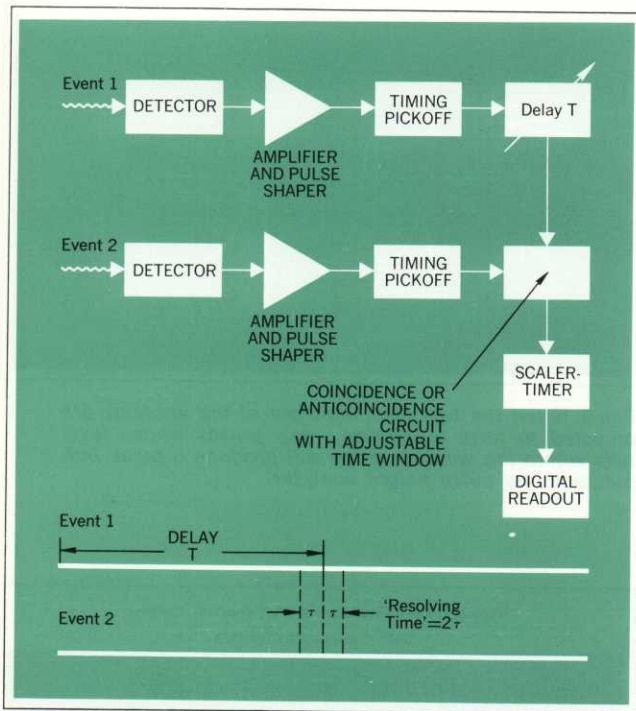 Event 1
DETECTOR
AMPLIFIER
AND PULSE
SHAPER
TIMING
PICKOFF
Delay T
Event 2
DETECTOR
AMPLIFIER
AND PULSE
SHAPER
TIMING
PICKOFF
COINCIDENCE OR
ANTICOINCIDENCE
CIRCUIT
WITH ADJUSTABLE
TIME WINDOW
SCALER-
TIMER
DIGITAL
READOUT
Event 1
DELAY
T
Event 2
τ τ
'Resolving
Time'=2τ